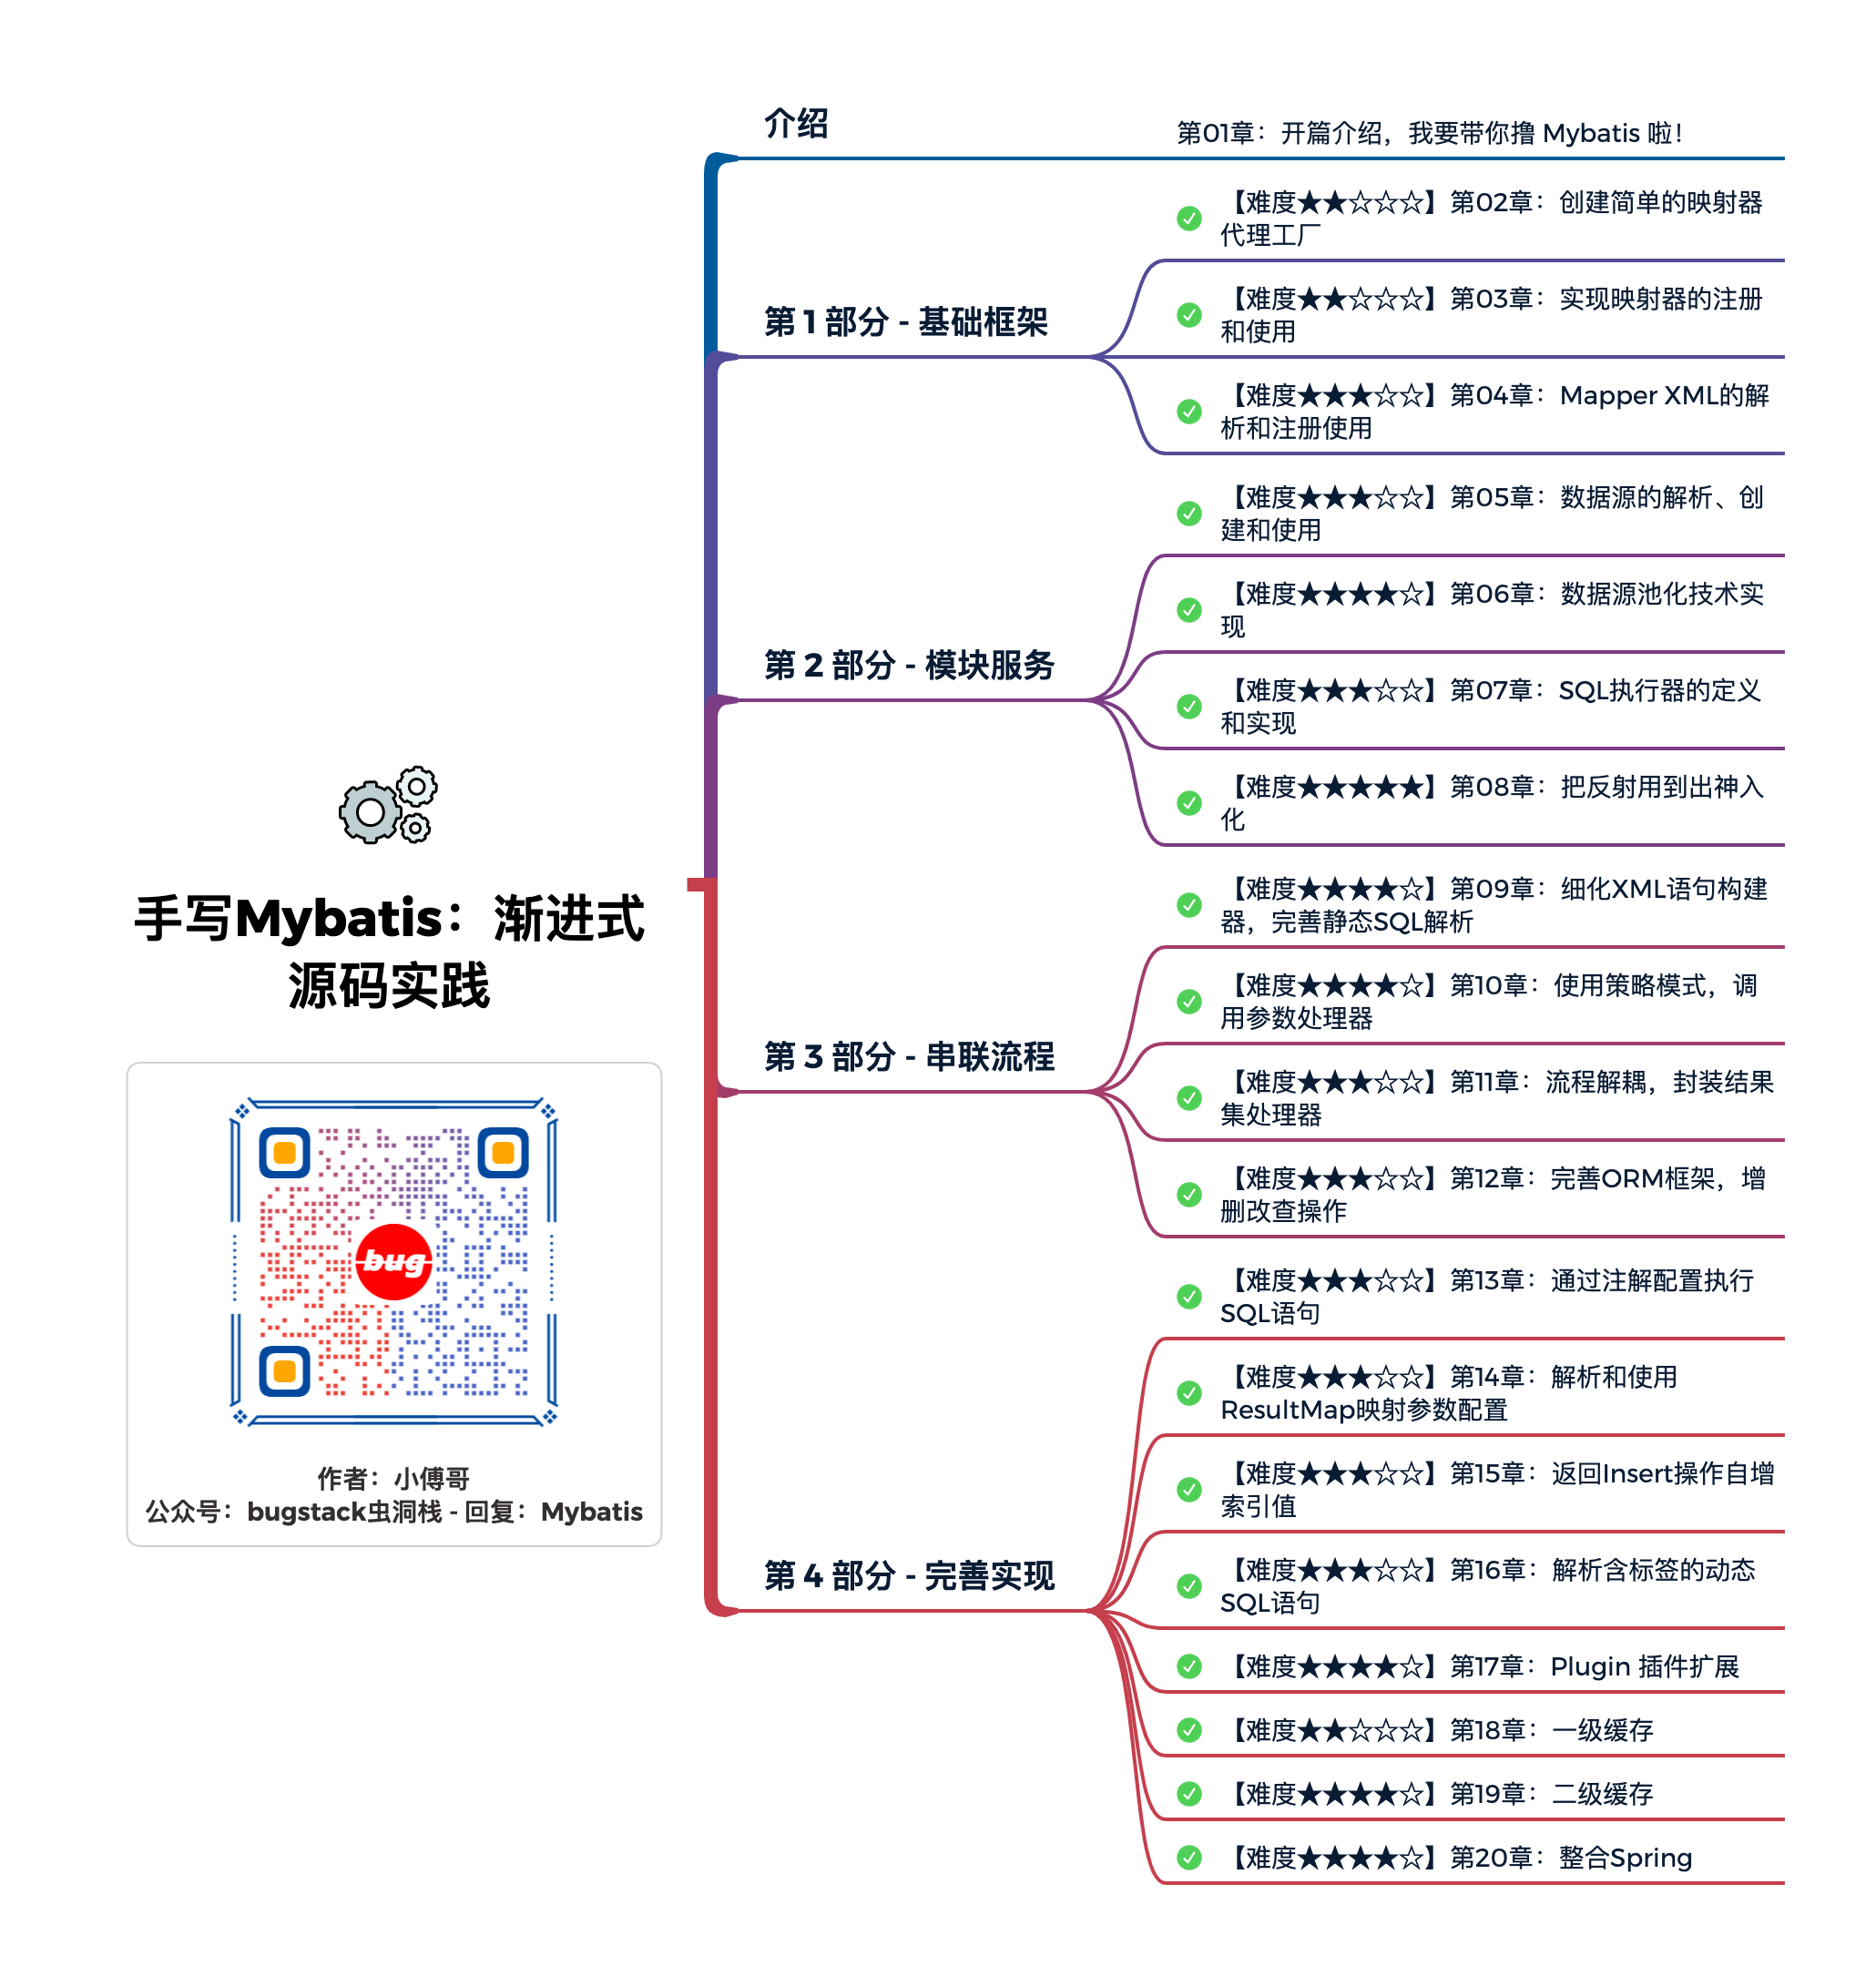 介绍
第01章：开篇介绍，我要带你撸 Mybatis 啦！
第 1 部分 - 基础框架
【难度★★☆☆☆】第02章：创建简单的映射器
代理工厂
【难度★★☆☆☆】第03章：实现映射器的注册
和使用
【难度★★★☆☆】第04章：Mapper XML的解
析和注册使用
第 2 部分 - 模块服务
【难度★★★☆☆】第05章：数据源的解析、创
建和使用
【难度★★★★☆】第06章：数据源池化技术实
现
【难度★★★☆☆】第07章：SQL执行器的定义
和实现
【难度★★★★★】第08章：把反射用到出神入
化
手写Mybatis：渐进式
源码实践
bug
作者：小傅哥
公众号：bugstack虫洞栈 - 回复：Mybatis
第 3 部分 - 串联流程
【难度★★★★☆】第09章：细化XML语句构建
器，完善静态SQL解析
【难度★★★★☆】第10章：使用策略模式，调
用参数处理器
【难度★★★☆☆】第11章：流程解耦，封装结果
集处理器
【难度★★★☆☆】第12章：完善ORM框架，增
删改查操作
第 4 部分 - 完善实现
【难度★★★☆☆】第13章：通过注解配置执行
SQL语句
【难度★★★☆☆】第14章：解析和使用
ResultMap映射参数配置
【难度★★★☆☆】第15章：返回Insert操作自增
索引值
【难度★★★☆☆】第16章：解析含标签的动态
SQL语句
【难度★★★★☆】第17章：Plugin 插件扩展
【难度★★☆☆☆】第18章：一级缓存
【难度★★★★☆】第19章：二级缓存
【难度★★★★☆】第20章：整合Spring